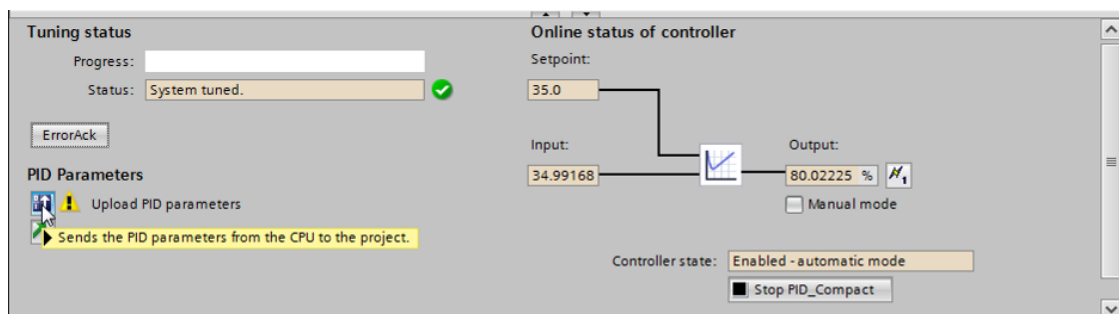 Tuning status
Progress:
Status: System tuned.
ErrorAck
PID Parameters
Upload PID parameters
Sends the PID parameters from the CPU to the project.
Online status of controller
Setpoint:
35.0
Input:
34.99168
Output:
80.02225 %
Manual mode
Controller state: Enabled - automatic mode
Stop PID_Compact